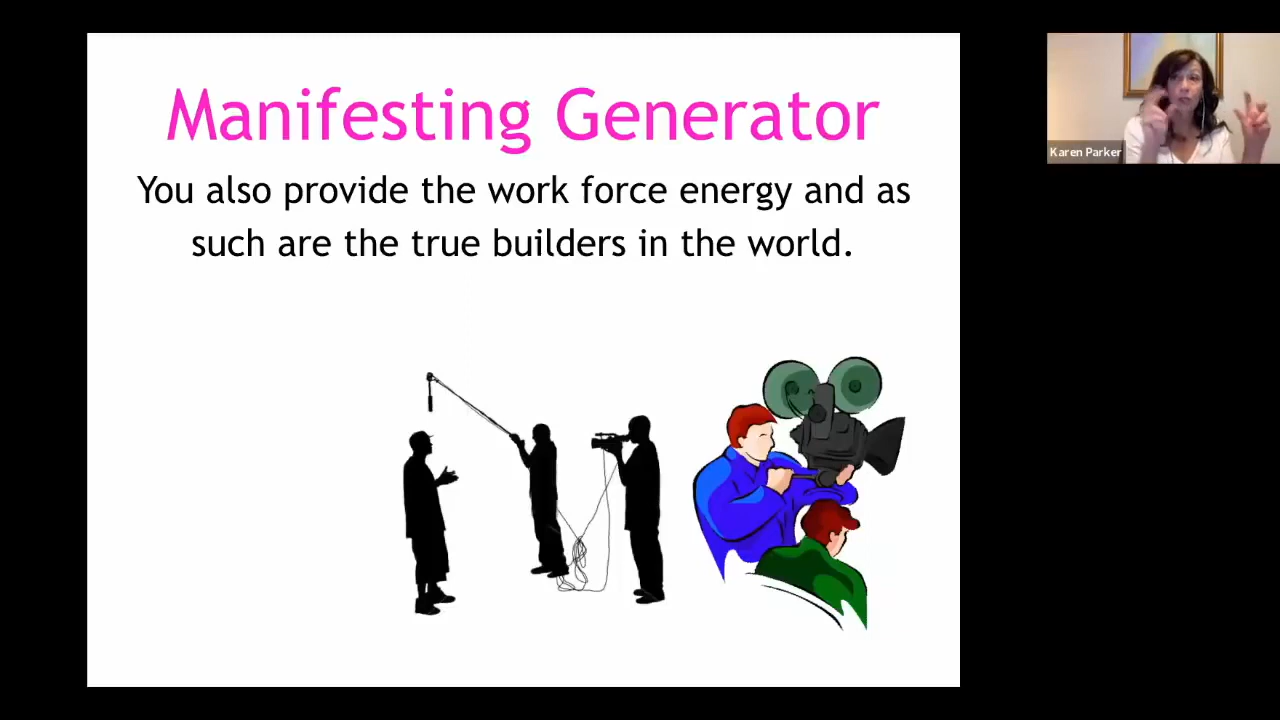 Manifesting Generator
You also provide the work force energy and as
such are the true builders in the world.
Karen Parker